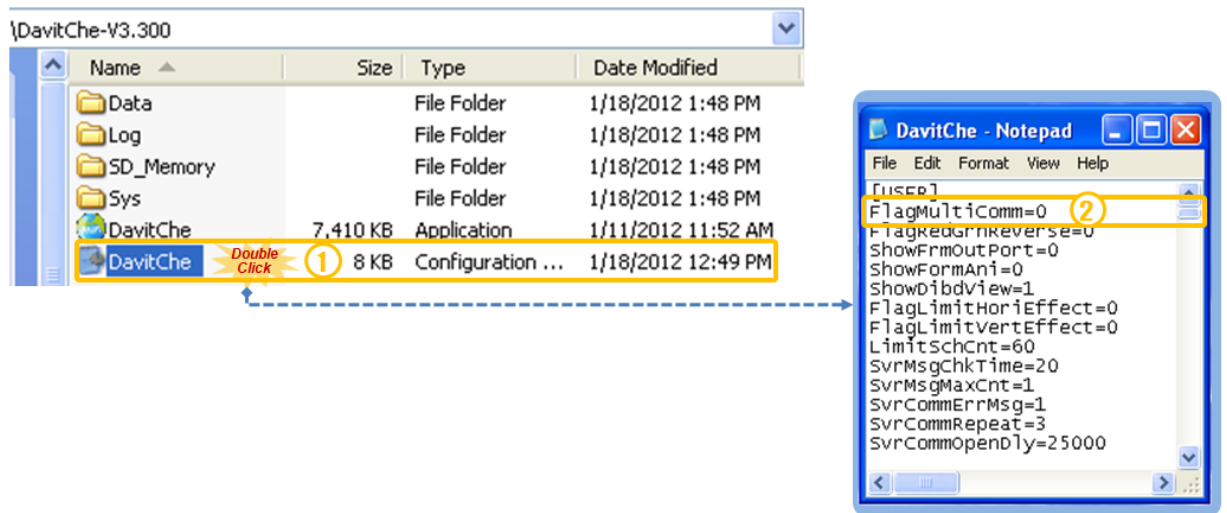 \DavitChe-V3.300
Name Size Type Date Modified
Data File Folder 1/18/2012 1:48 PM
Log File Folder 1/18/2012 1:48 PM
SD_Memory File Folder 1/18/2012 1:48 PM
Sys File Folder 1/18/2012 1:48 PM
DavitChe 7,410 KB Application 1/11/2012 11:52 AM
DavitChe Double Click 1 8 KB Configuration ... 1/18/2012 12:49 PM
DavitChe - Notepad
File Edit Format View Help
[USER]
FlagMultiComm=0 2
FlagRedGrnReverse=0
ShowFrmOutPort=0
ShowFormAni=0
ShowDibdView=1
FlagLimitHoriEffect=0
FlagLimitVertEffect=0
LimitSchCnt=60
SvrMsgChkTime=20
SvrMsgMaxCnt=1
SvrCommErrMsg=1
SvrCommRepeat=3
SvrCommOpenDly=25000